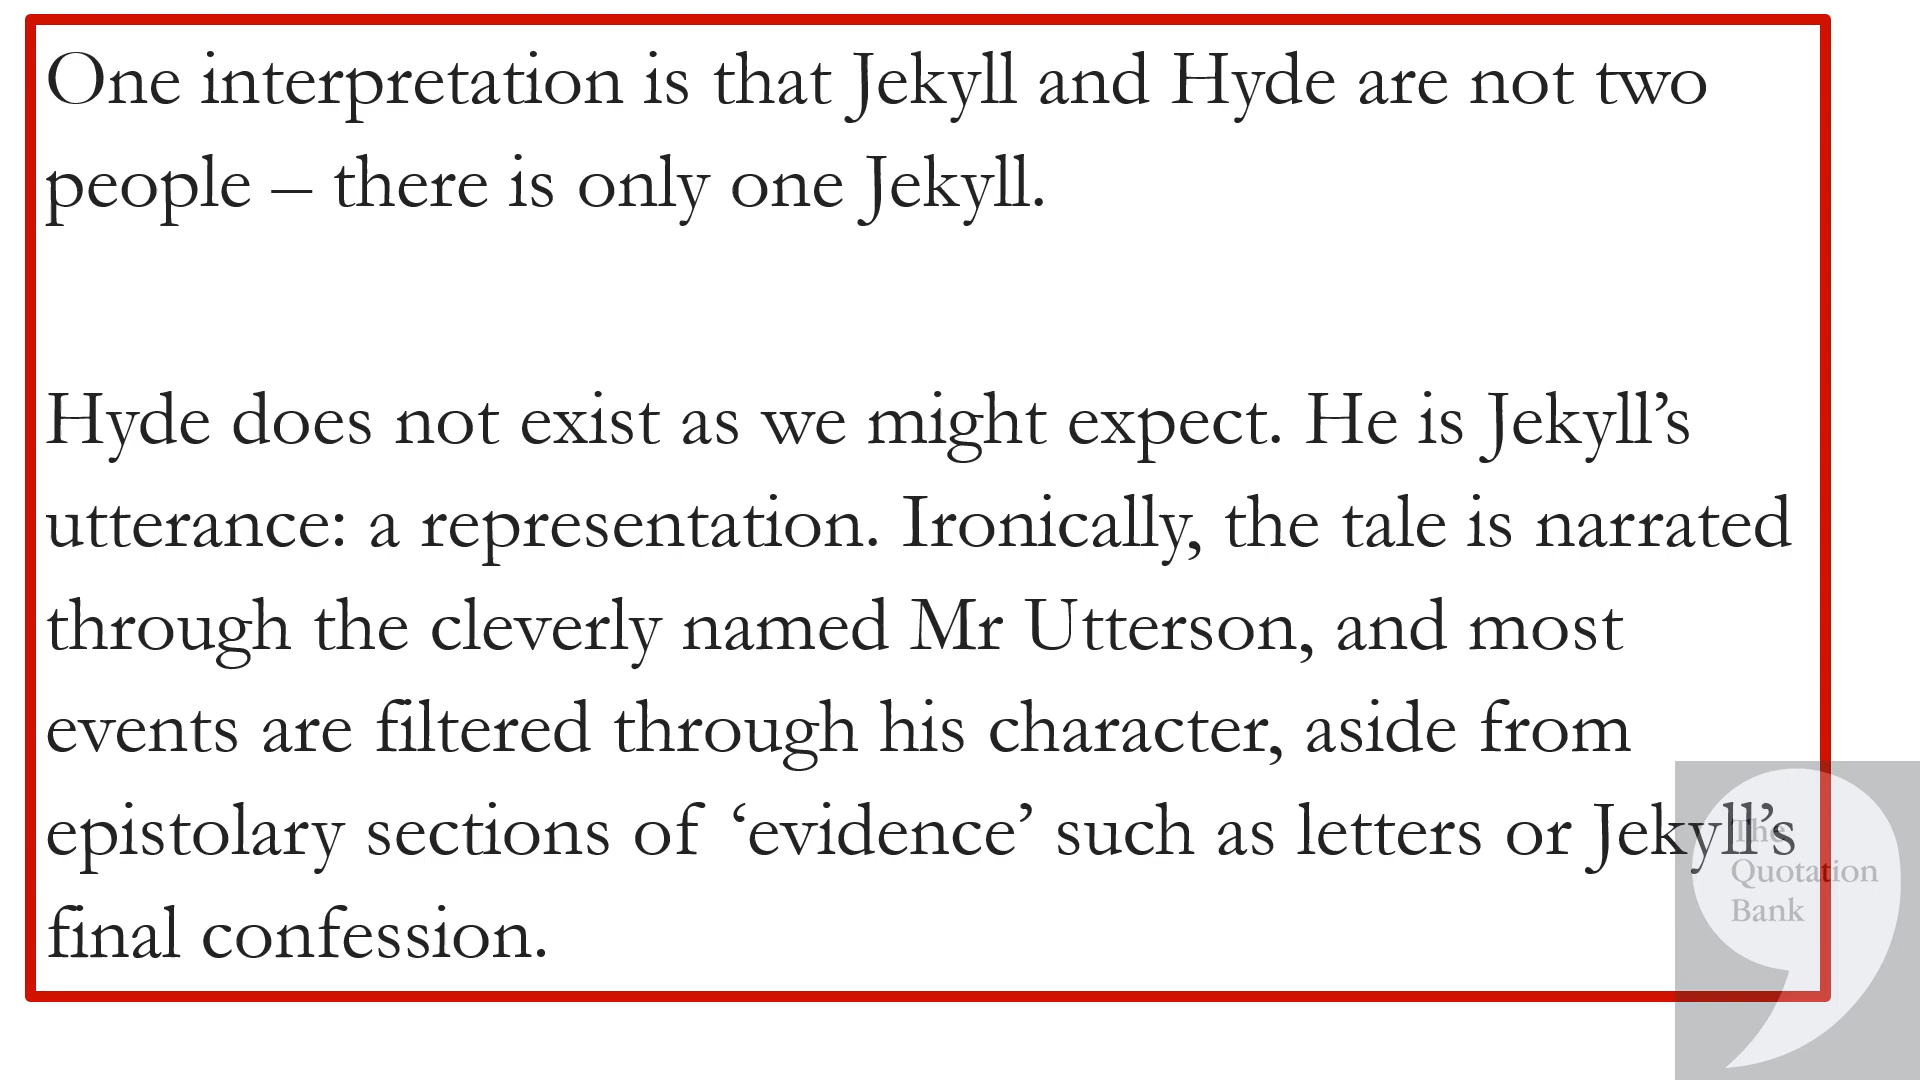 One interpretation is that Jekyll and Hyde are not two
people – there is only one Jekyll.
Hyde does not exist as we might expect. He is Jekyll’s
utterance: a representation. Ironically, the tale is narrated
through the cleverly named Mr Utterson, and most
events are filtered through his character, aside from
epistolary sections of ‘evidence’ such as letters or Jekyll’s
final confession.
The
Quotation
Bank